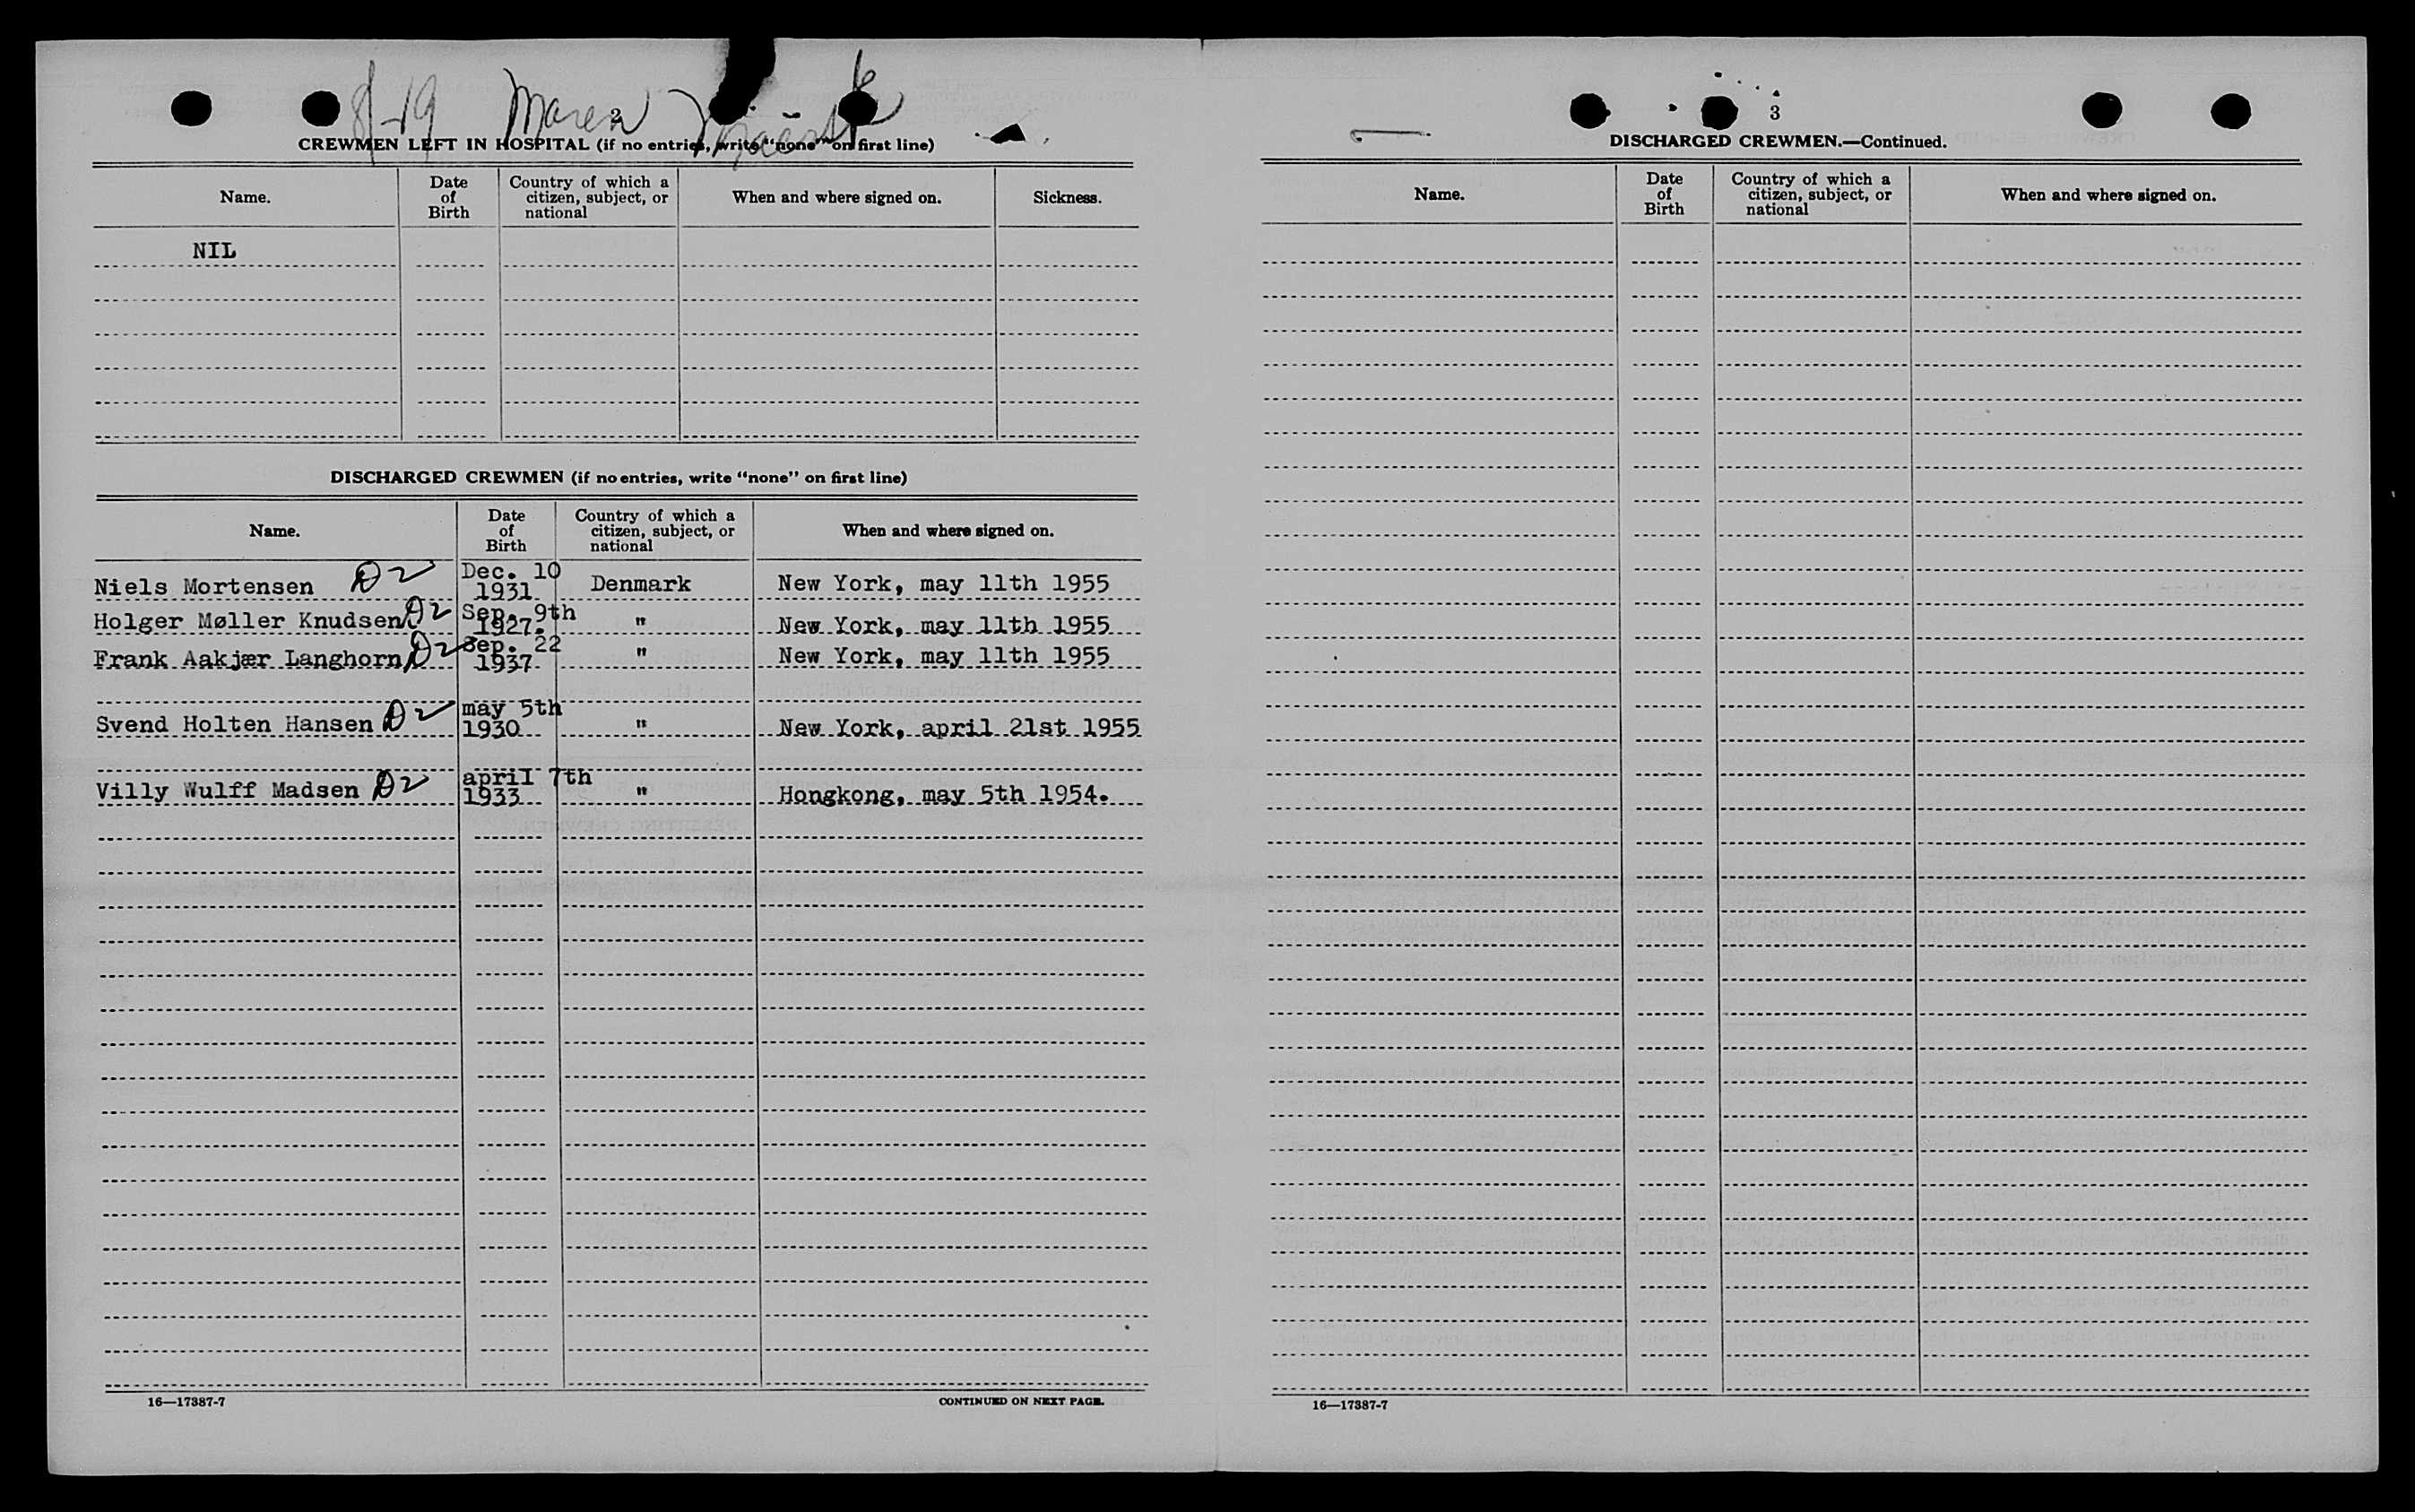 8-19 Maren
2
CREWMEN LEFT IN HOSPITAL (if no entries, write "none" on first line)
Name. Date of Birth Country of which a citizen, subject, or national When and where signed on. Sickness.
NIL
DISCHARGED CREWMEN (if no entries, write "none" on first line)
Name. Date of Birth Country of which a citizen, subject, or national When and where signed on.
Niels Mortensen D2 Dec. 10 1931 Denmark New York, may 11th 1955
Holger Møller Knudsen D2 Sep. 9th 1927. " New York, may 11th 1955
Frank Aakjær Langhorn D2 Sep. 22 1937 " New York, may 11th 1955
Svend Holten Hansen D2 may 5th 1930 " New York, april 21st 1955
Villy Wulff Madsen D2 april 7th 1933 " Hongkong, may 5th 1954.
16—17387-7 CONTINUED ON NEXT PAGE.
3
DISCHARGED CREWMEN.—Continued.
Name. Date of Birth Country of which a citizen, subject, or national When and where signed on.
16—17387-7